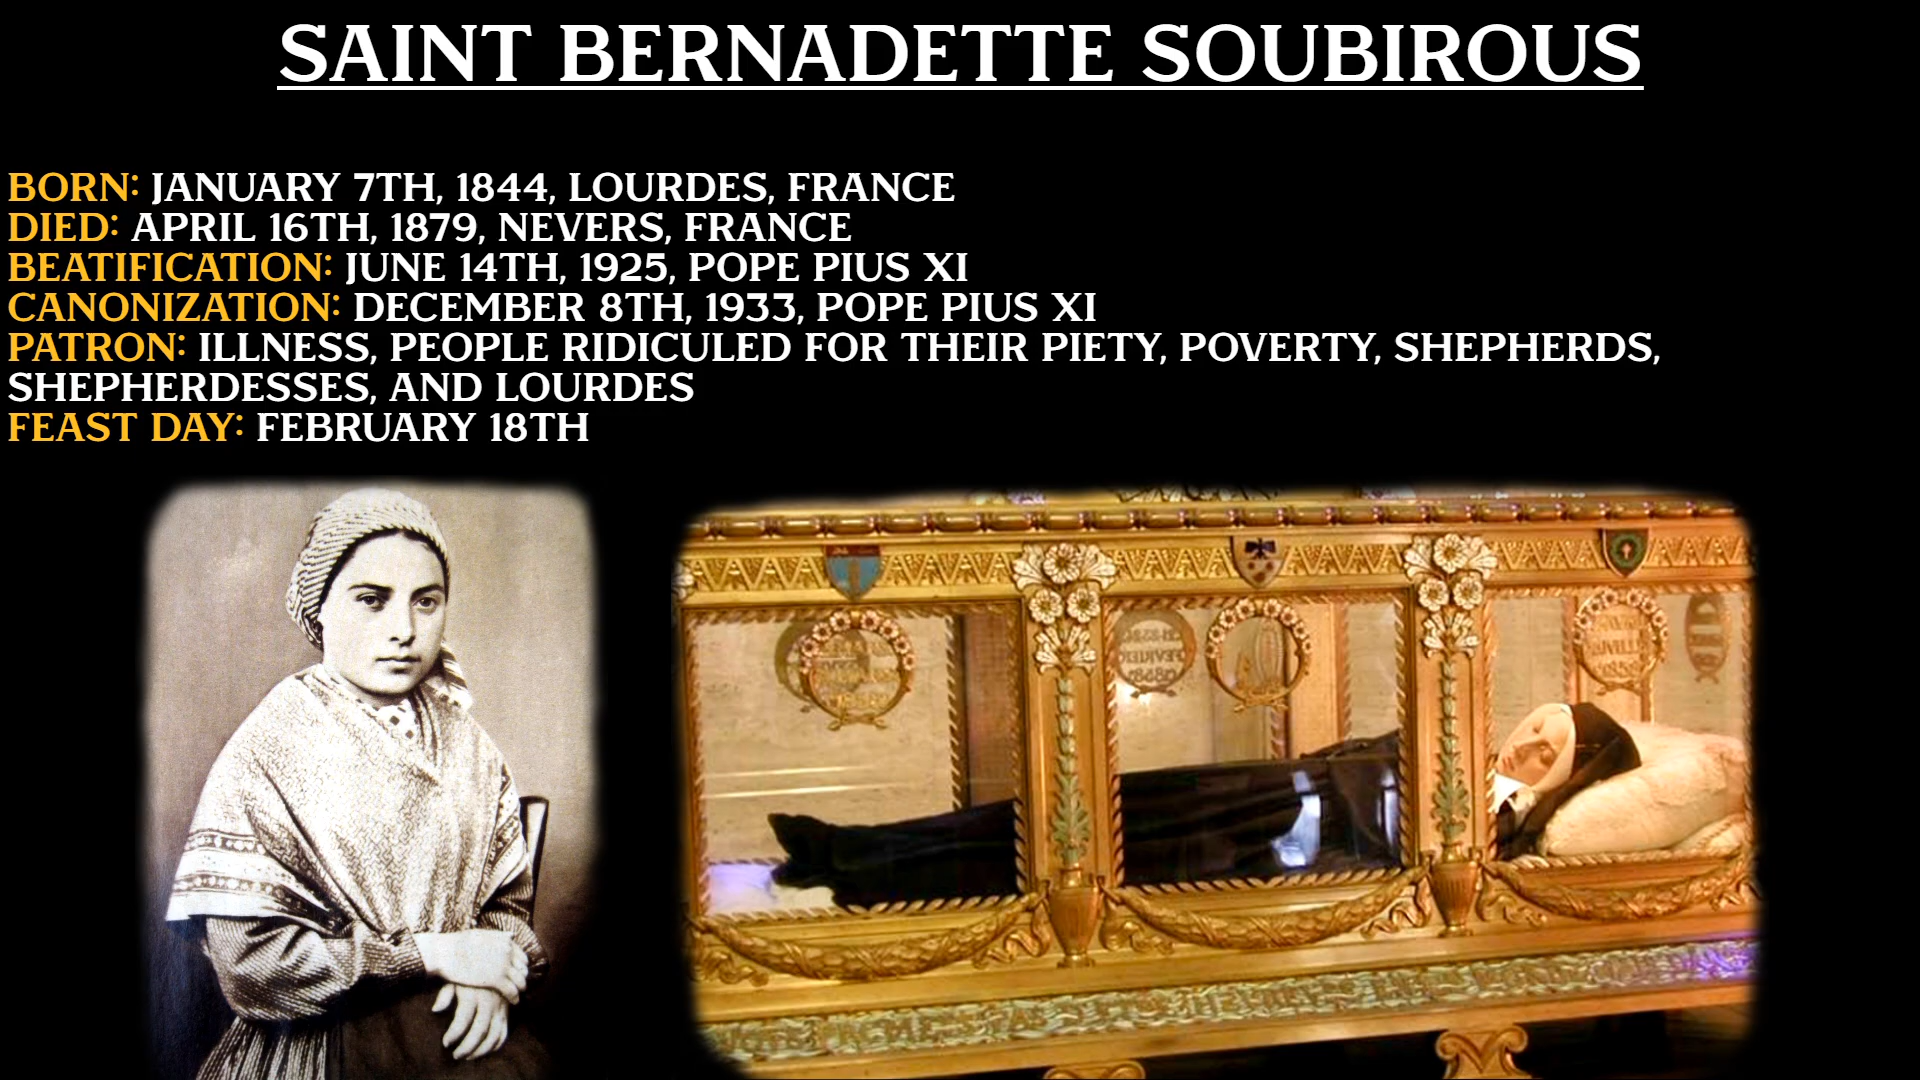 SAINT BERNADETTE SOUBIROUS
BORN: JANUARY 7TH, 1844, LOURDES, FRANCE
DIED: APRIL 16TH, 1879, NEVERS, FRANCE
BEATIFICATION: JUNE 14TH, 1925, POPE PIUS XI
CANONIZATION: DECEMBER 8TH, 1933, POPE PIUS XI
PATRON: ILLNESS, PEOPLE RIDICULED FOR THEIR PIETY, POVERTY, SHEPHERDS,
SHEPHERDESSES, AND LOURDES
FEAST DAY: FEBRUARY 18TH